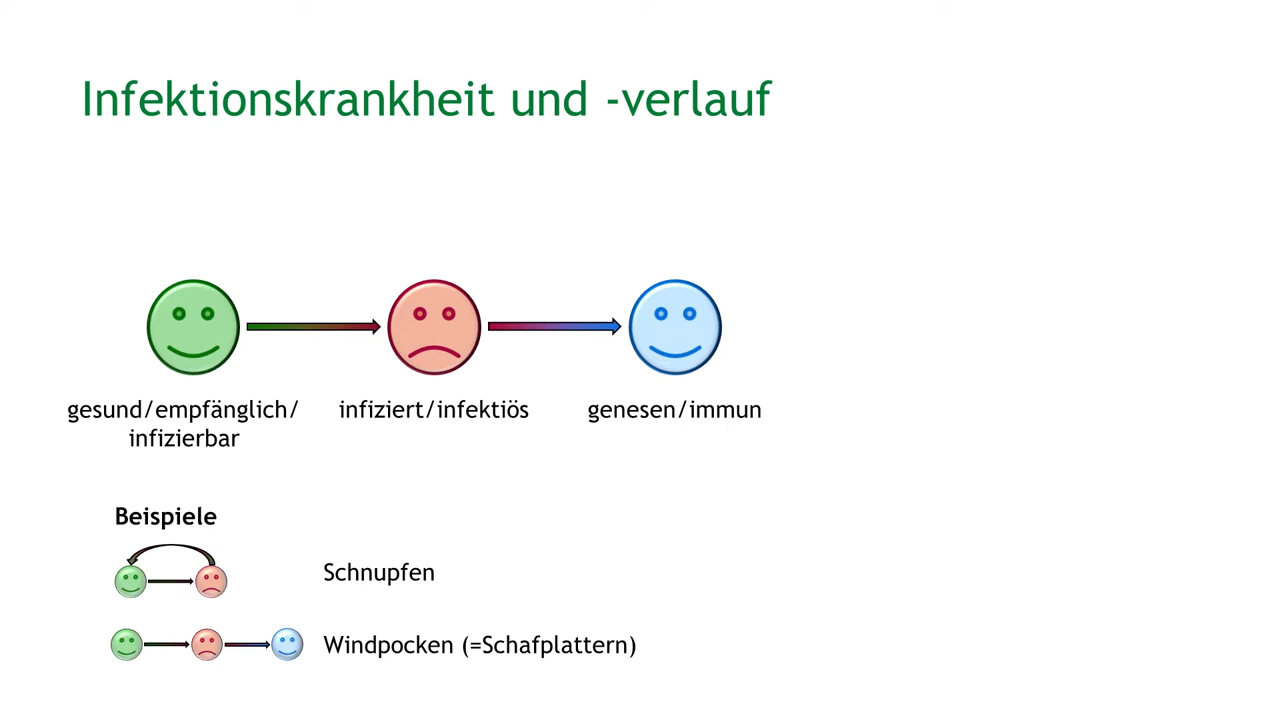 Infektionskrankheit und -verlauf
gesund/empfänglich/
infizierbar
infiziert/infektiös
genesen/immun
Beispiele
Schnupfen
Windpocken (=Schafplattern)